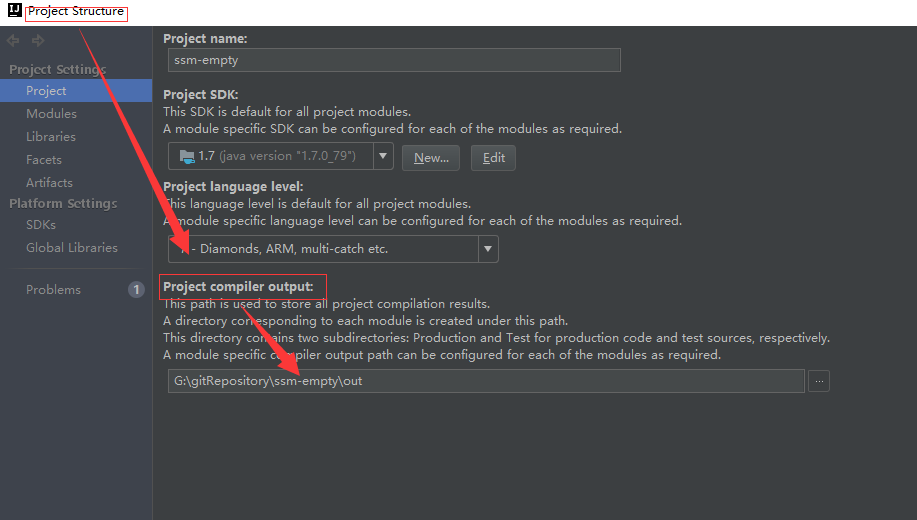 IJ Project Structure
Project Settings
Project
Modules
Libraries
Facets
Artifacts
Platform Settings
SDKs
Global Libraries
Problems 1
Project name:
ssm-empty
Project SDK:
This SDK is default for all project modules.
A module specific SDK can be configured for each of the modules as required.
1.7 (java version "1.7.0_79") New... Edit
Project language level:
This language level is default for all project modules.
A module specific language level can be configured for each of the modules as required.
- Diamonds, ARM, multi-catch etc.
Project compiler output:
This path is used to store all project compilation results.
A directory corresponding to each module is created under this path.
This directory contains two subdirectories: Production and Test for production code and test sources, respectively.
A module specific compiler output path can be configured for each of the modules as required.
G:\gitRepository\ssm-empty\out ...